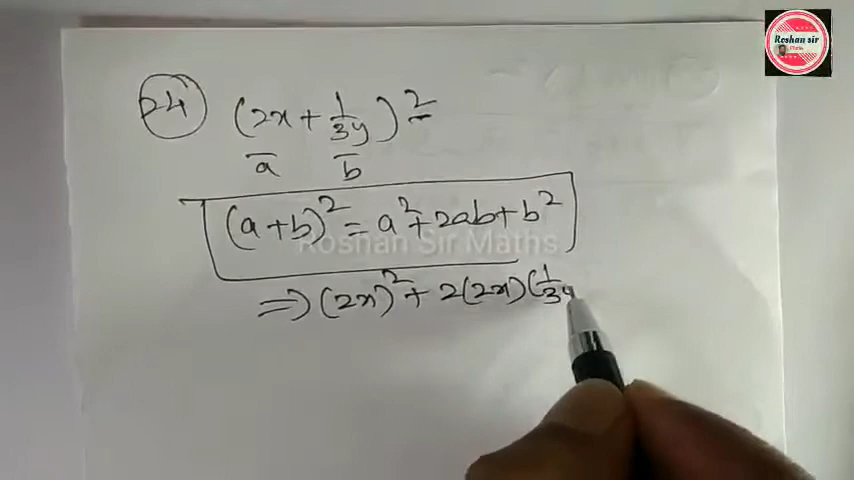 Roshan sir
Maths
24 (2x + 1/3y)²
a b
(a+b)² = a² + 2ab + b²
Roshan Sir Maths
⇒ (2x)² + 2(2x)(1/3y